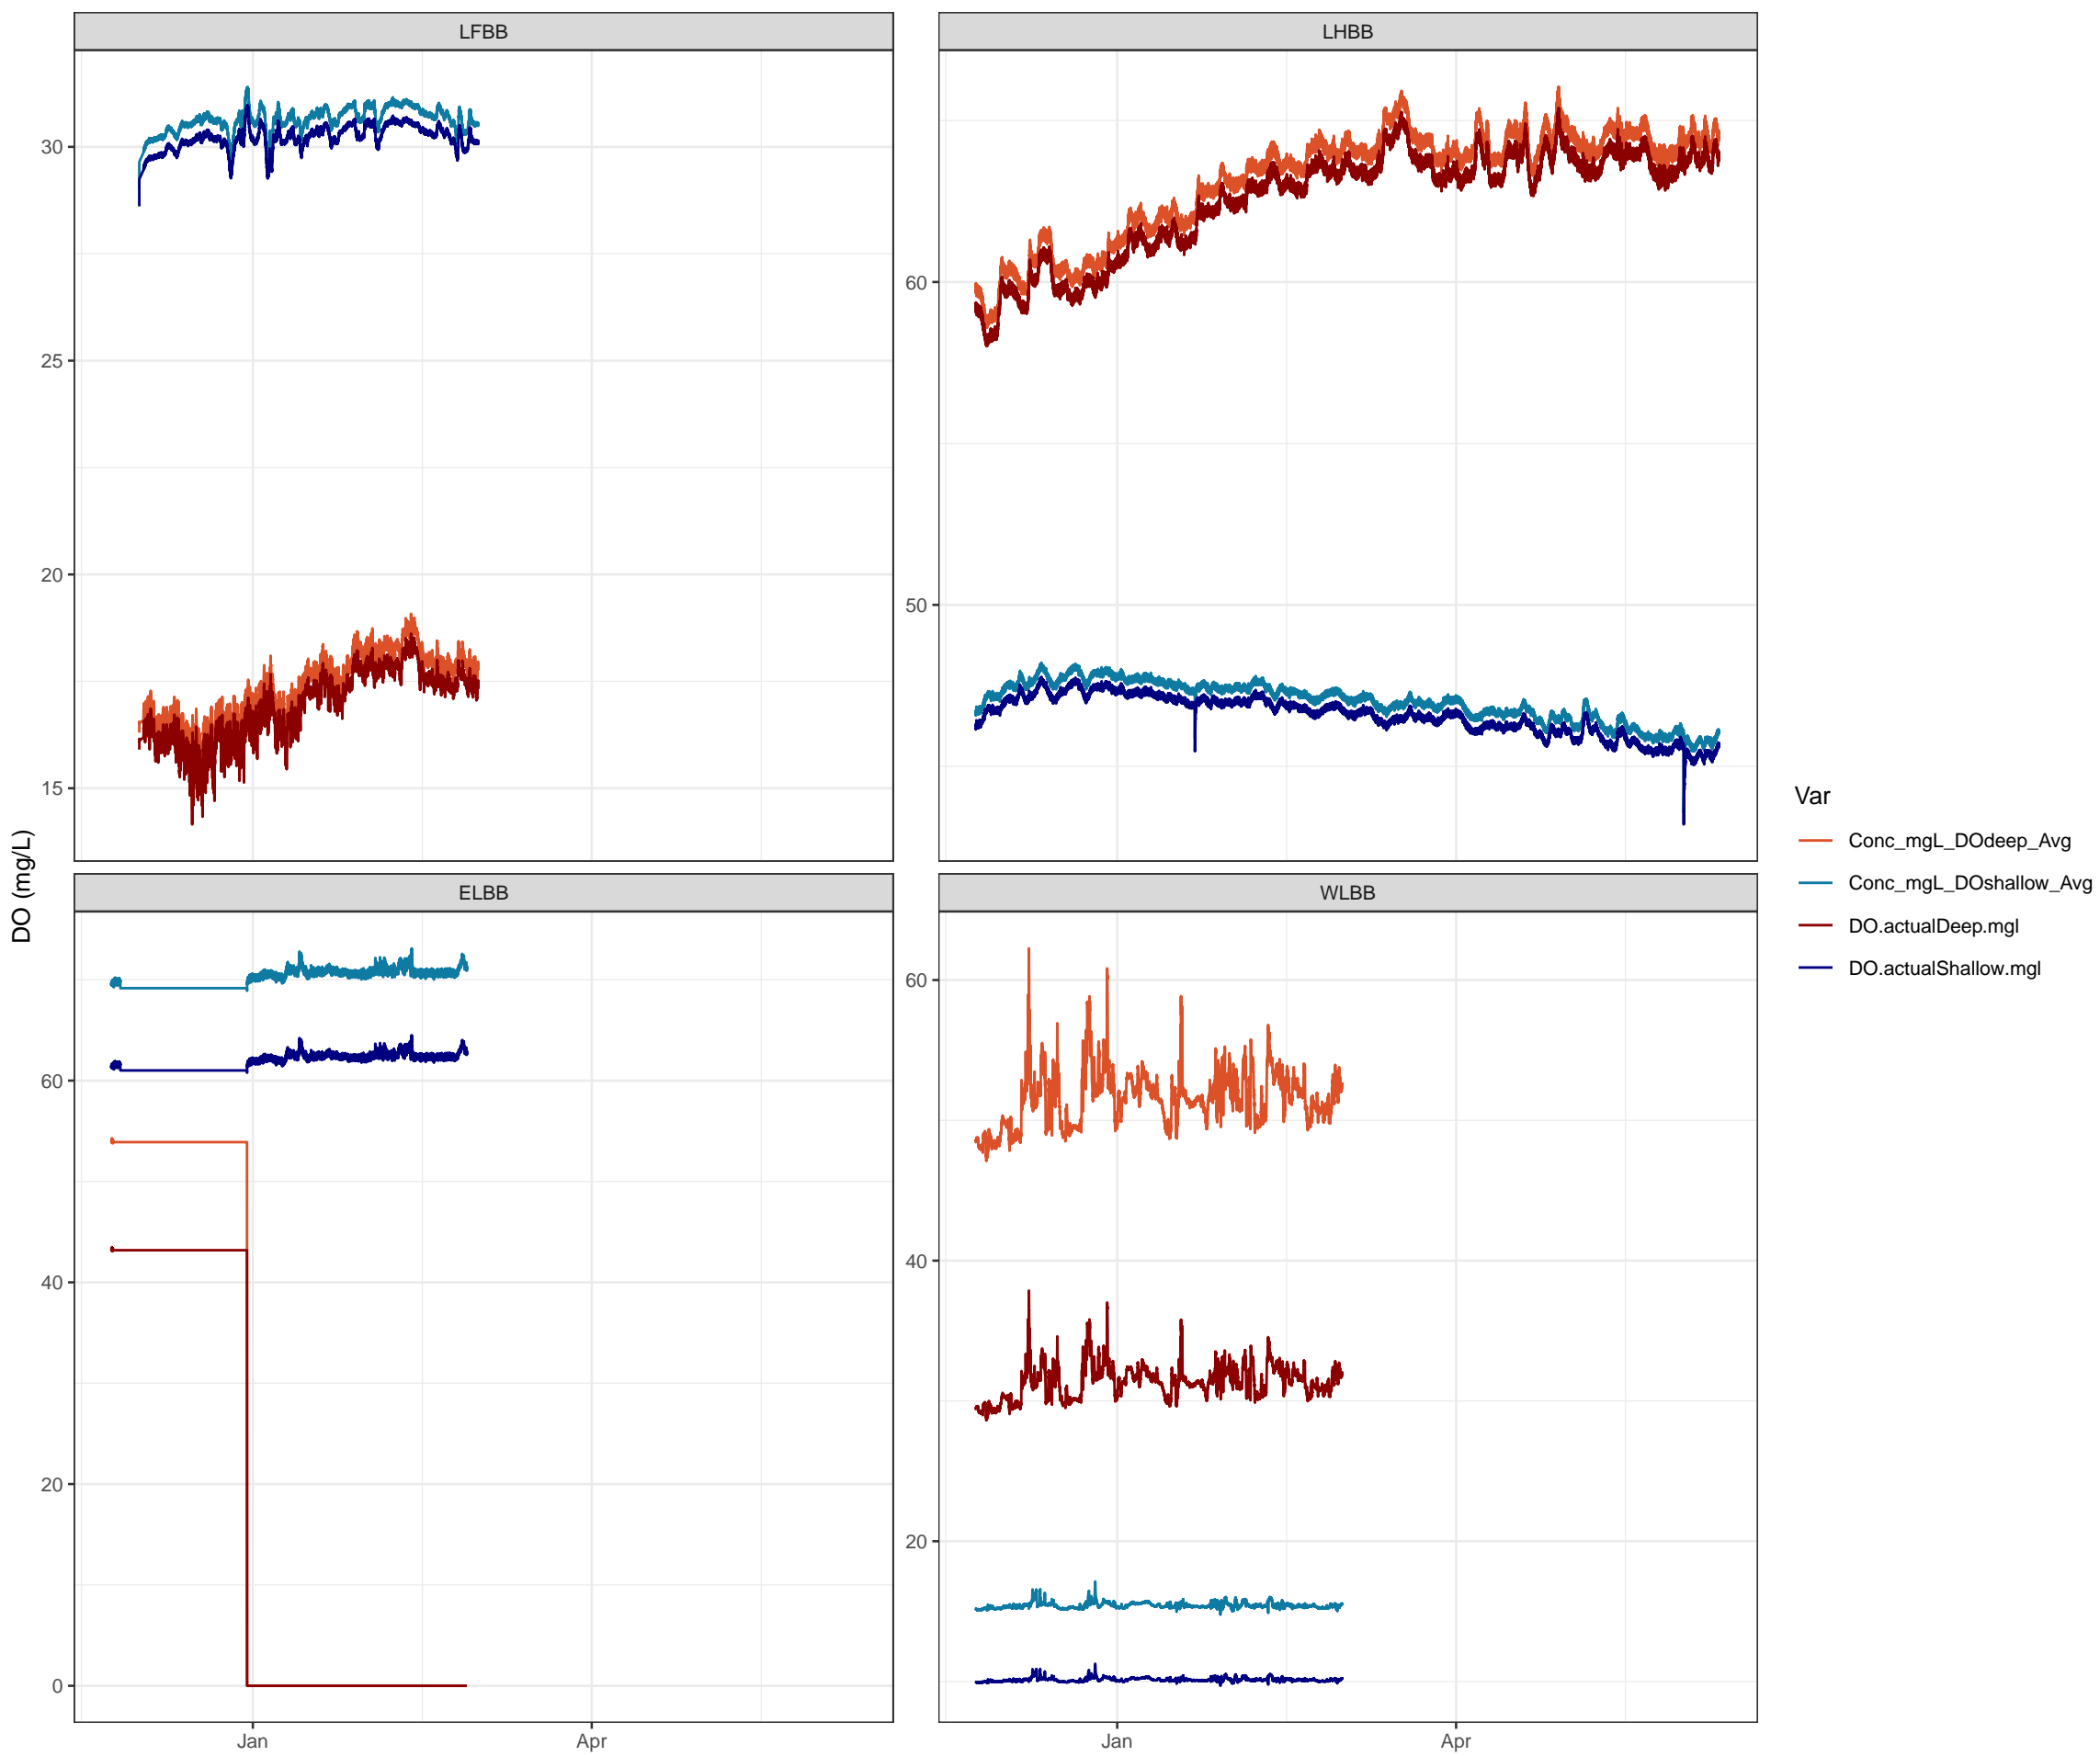 LFBB
LHBB
30
25
20
15
60
50
DO (mg/L)
ELBB
WLBB
60
40
20
0
60
40
20
Jan
Apr
Jan
Apr
Var
Conc_mgL_DOdeep_Avg
Conc_mgL_DOshallow_Avg
DO.actualDeep.mgl
DO.actualShallow.mgl